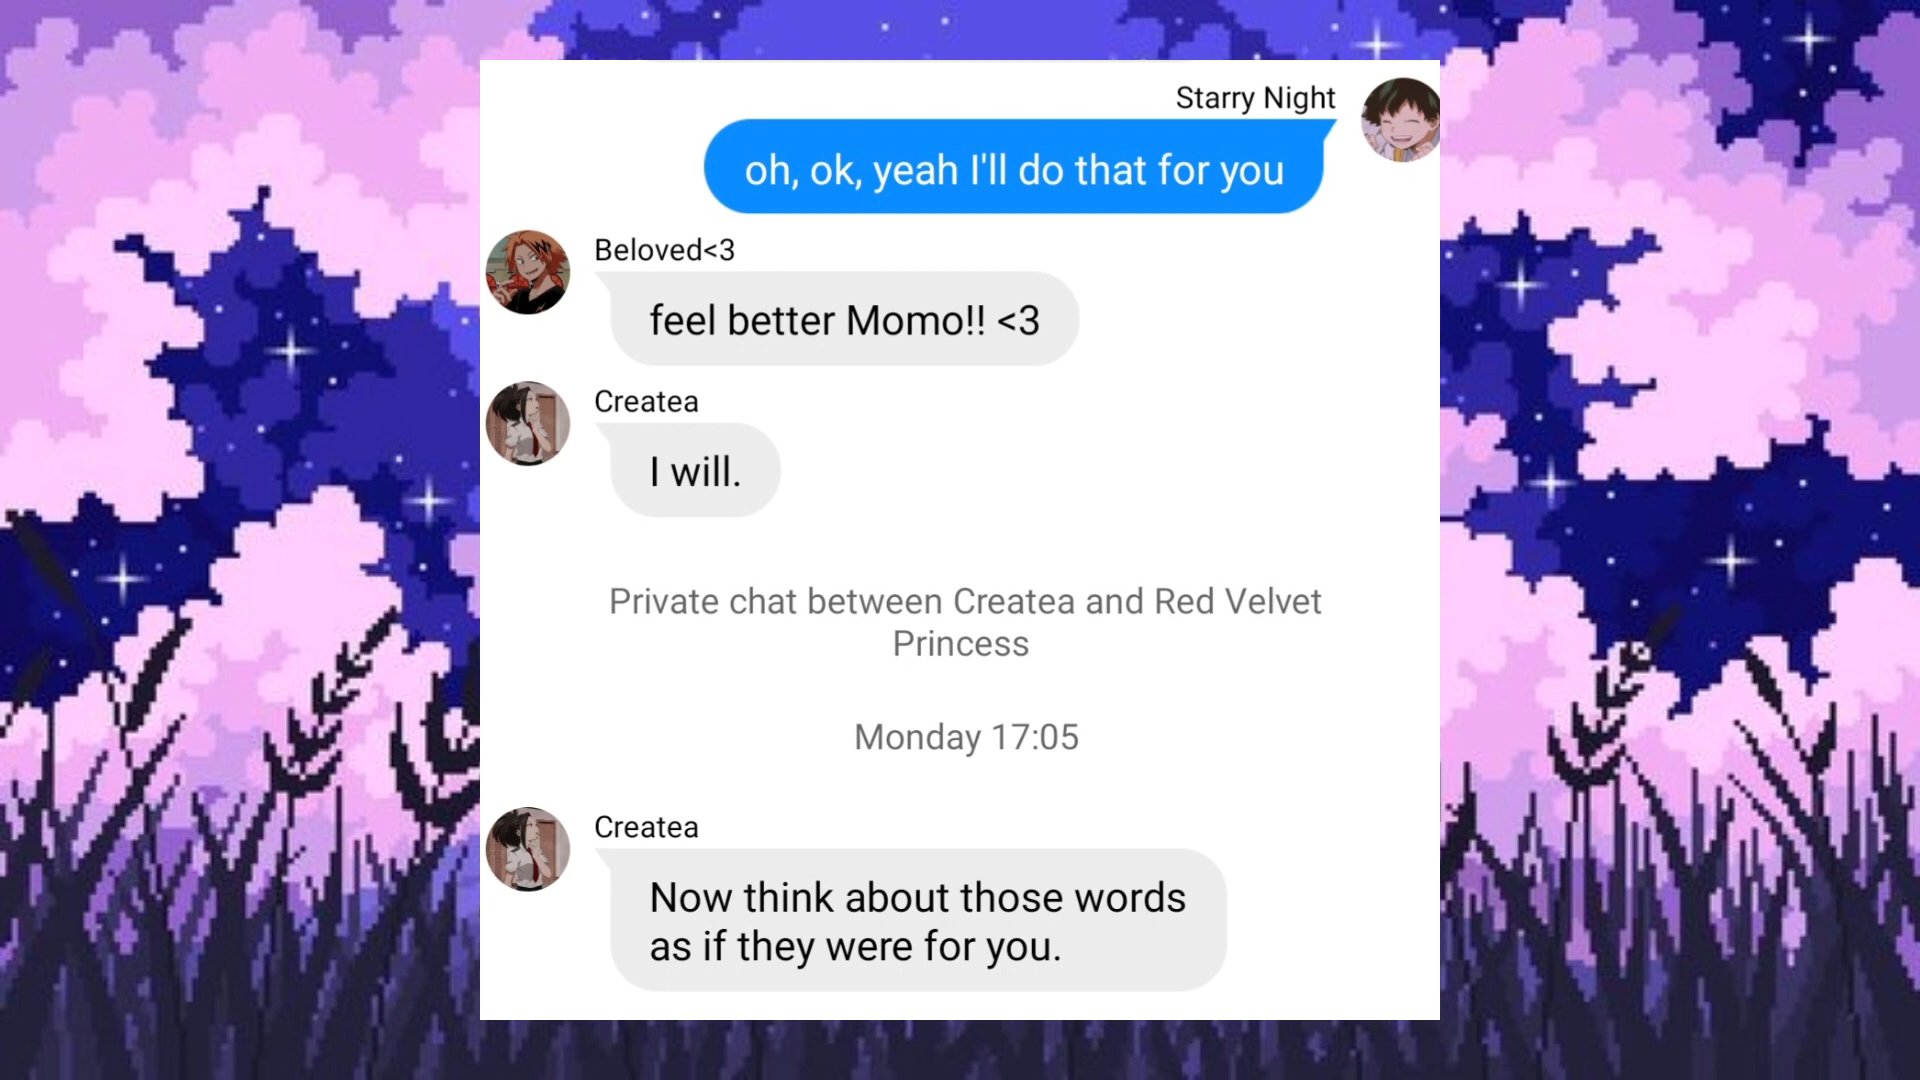 Starry Night
oh, ok, yeah I'll do that for you
Beloved<3
feel better Momo!! <3
Createa
I will.
Private chat between Createa and Red Velvet
Princess
Monday 17:05
Createa
Now think about those words
as if they were for you.